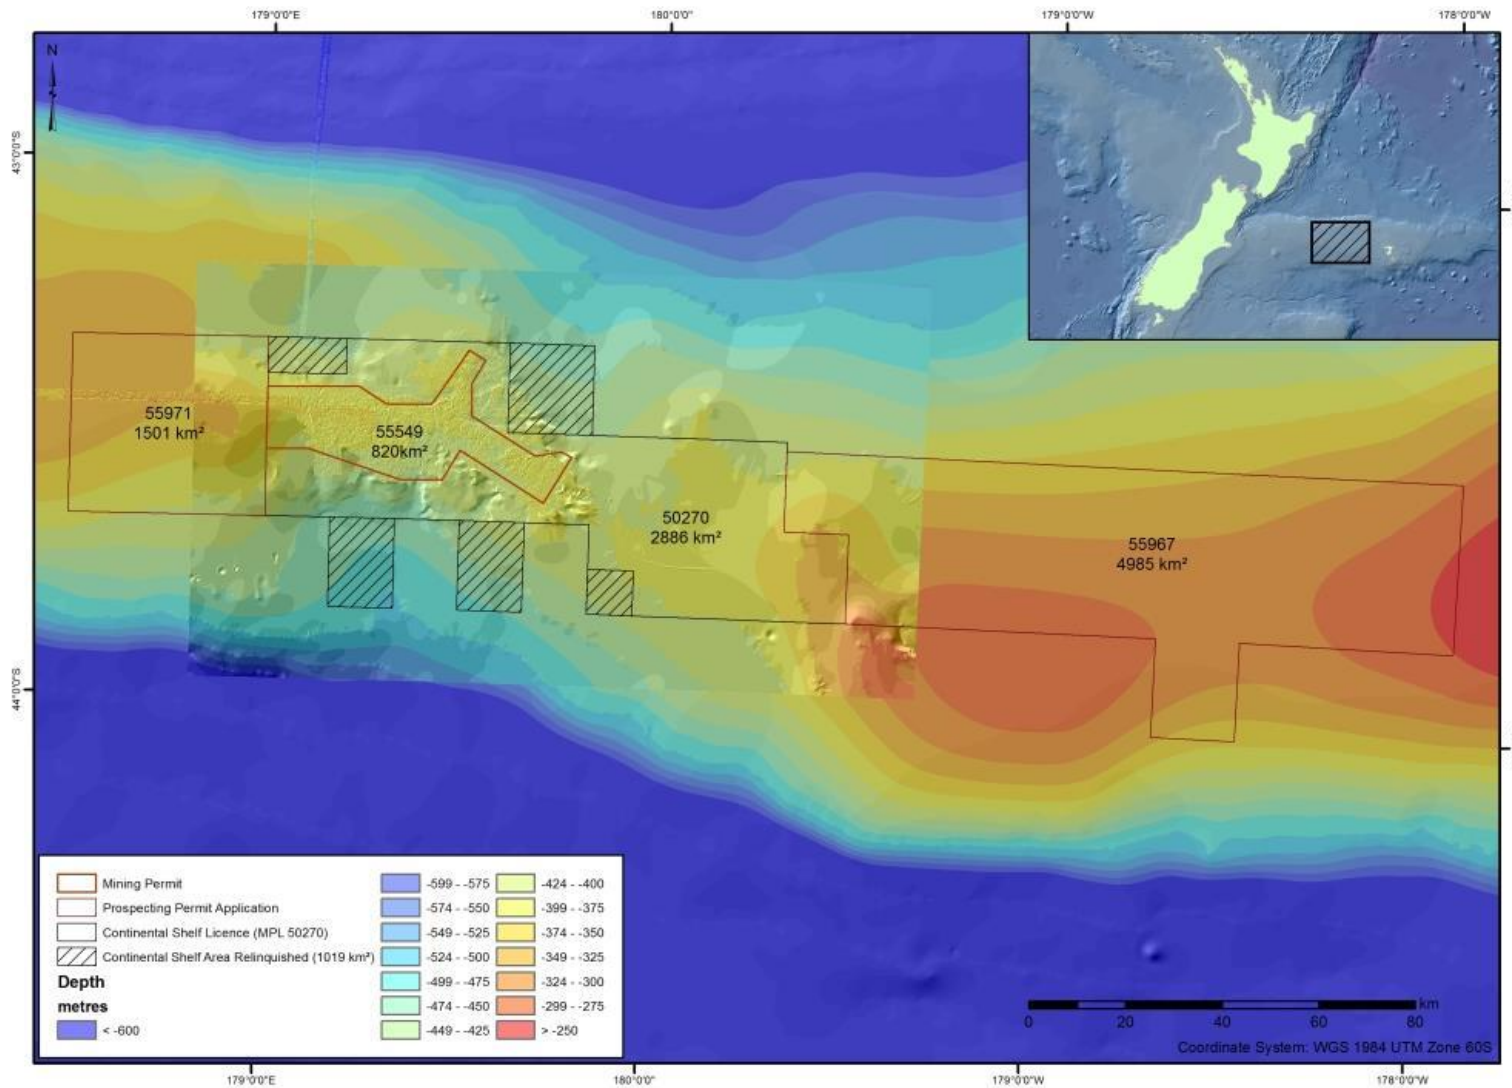 179°0'0"E
180°0'0"
179°0'0"W
178°0'0"W
N
43°0'0"S
55971
1501 km²
55549
820km²
50270
2886 km²
55967
4985 km²
44°0'0"S
Mining Permit
Prospecting Permit Application
Continental Shelf Licence (MPL 50270)
Continental Shelf Area Relinquished (1019 km²)
Depth
metres
< -600
-599 - -575
-574 - -550
-549 - -525
-524 - -500
-499 - -475
-474 - -450
-449 - -425
-424 - -400
-399 - -375
-374 - -350
-349 - -325
-324 - -300
-299 - -275
> -250
km
0 20 40 60 80
Coordinate System: WGS 1984 UTM Zone 60S
179°0'0"E
180°0'0"
179°0'0"W
178°0'0"W